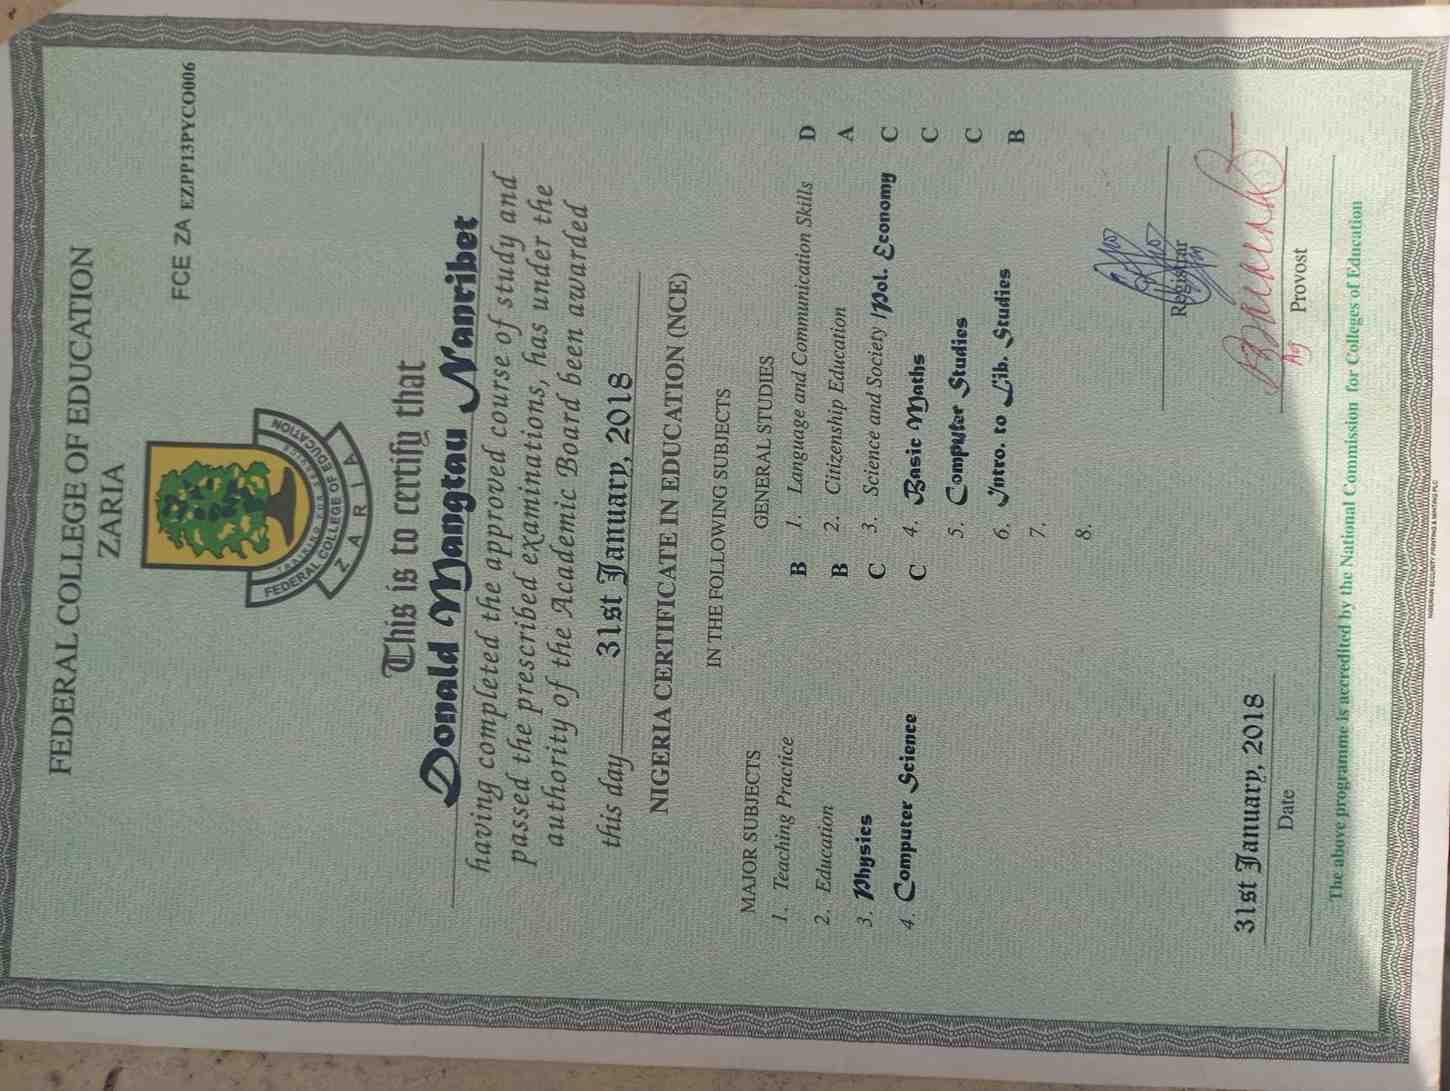 FEDERAL COLLEGE OF EDUCATION
ZARIA
FCE ZA EZPP13PYCO006
FEDERAL COLLEGE OF EDUCATION
ZARIA
This is to certify that
Donald Mangtau Nanribet
having completed the approved course of study and
passed the prescribed examinations, has under the
authority of the Academic Board been awarded
this day 31st January, 2018
NIGERIA CERTIFICATE IN EDUCATION (NCE)
IN THE FOLLOWING SUBJECTS
MAJOR SUBJECTS
1. Teaching Practice B
2. Education B
3. Physics C
4. Computer Science C
GENERAL STUDIES
1. Language and Communication Skills D
2. Citizenship Education A
3. Science and Society /Pol. Economy C
4. Basic Maths C
5. Computer Studies C
6. Intro. to Lib. Studies B
7.
8.
Registrar
31st January, 2018
Date
Ag Provost
The above programme is accredited by the National Commission for Colleges of Education
NIGERIAN SECURITY PRINTING & MINTING PLC